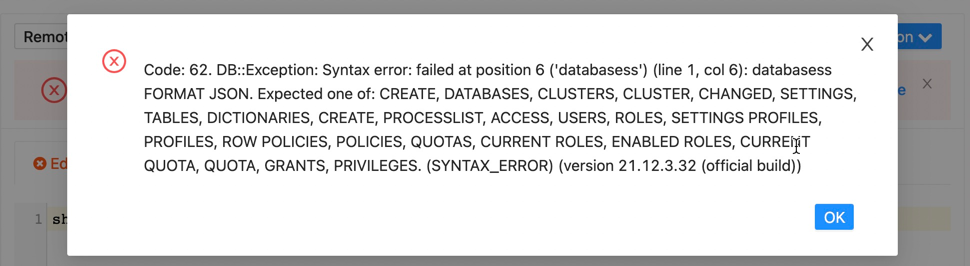 Remot
on
Code: 62. DB::Exception: Syntax error: failed at position 6 ('databasess') (line 1, col 6): databasess
FORMAT JSON. Expected one of: CREATE, DATABASES, CLUSTERS, CLUSTER, CHANGED, SETTINGS,
TABLES, DICTIONARIES, CREATE, PROCESSLIST, ACCESS, USERS, ROLES, SETTINGS PROFILES,
PROFILES, ROW POLICIES, POLICIES, QUOTAS, CURRENT ROLES, ENABLED ROLES, CURRENT
QUOTA, QUOTA, GRANTS, PRIVILEGES. (SYNTAX_ERROR) (version 21.12.3.32 (official build))
e
Ed
1 sh
OK